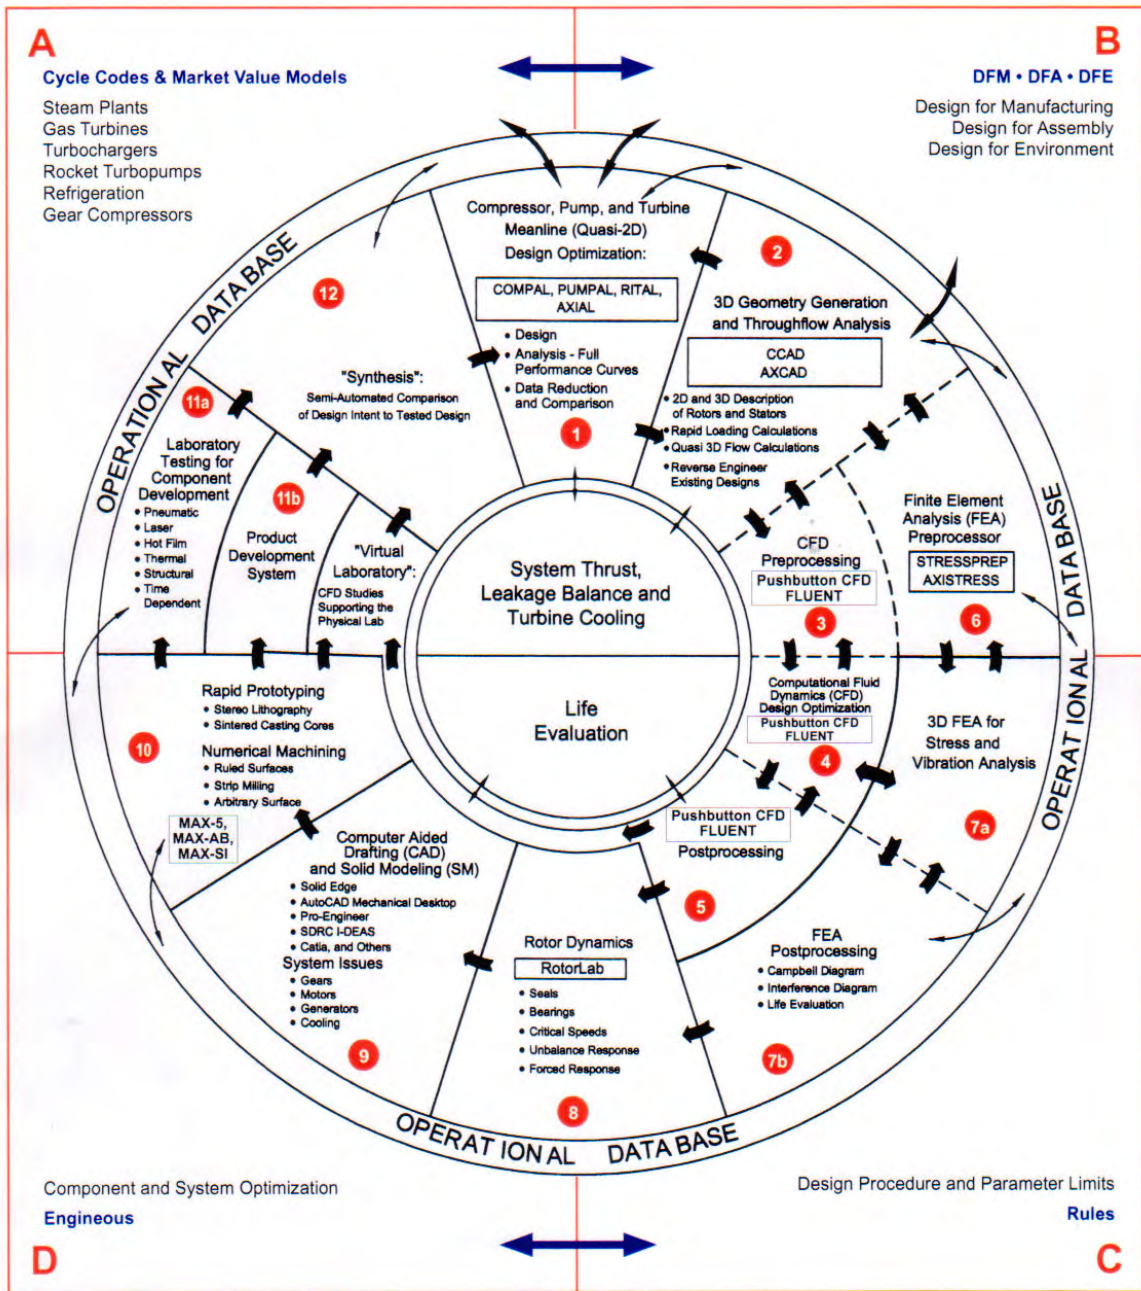 A
Cycle Codes & Market Value Models
Steam Plants
Gas Turbines
Turbochargers
Rocket Turbopumps
Refrigeration
Gear Compressors
B
DFM • DFA • DFE
Design for Manufacturing
Design for Assembly
Design for Environment
OPERATIONAL DATABASE
OPERATIONAL DATABASE
OPERATIONAL DATABASE
Compressor, Pump, and Turbine
Meanline (Quasi-2D)
Design Optimization:
COMPAL, PUMPAL, RITAL,
AXIAL
• Design
• Analysis - Full
Performance Curves
• Data Reduction
and Comparison
1
2
3D Geometry Generation
and Throughflow Analysis
CCAD
AXCAD
• 2D and 3D Description
of Rotors and Stators
• Rapid Loading Calculations
• Quasi 3D Flow Calculations
• Reverse Engineer
Existing Designs
CFD
Preprocessing
Pushbutton CFD
FLUENT
3
Computational Fluid
Dynamics (CFD)
Design Optimization
Pushbutton CFD
FLUENT
4
Pushbutton CFD
FLUENT
Postprocessing
5
Finite Element
Analysis (FEA)
Preprocessor
STRESSPREP
AXISTRESS
6
3D FEA for
Stress and
Vibration Analysis
7a
FEA
Postprocessing
• Campbell Diagram
• Interference Diagram
• Life Evaluation
7b
Rotor Dynamics
RotorLab
• Seals
• Bearings
• Critical Speeds
• Unbalance Response
• Forced Response
8
Computer Aided
Drafting (CAD)
and Solid Modeling (SM)
• Solid Edge
• AutoCAD Mechanical Desktop
• Pro-Engineer
• SDRC I-DEAS
• Catia, and Others
System Issues
• Gears
• Motors
• Generators
• Cooling
9
Rapid Prototyping
• Stereo Lithography
• Sintered Casting Cores
10
Numerical Machining
• Ruled Surfaces
• Strip Milling
• Arbitrary Surface
MAX-5,
MAX-AB,
MAX-SI
11a
Laboratory
Testing for
Component
Development
• Pneumatic
• Laser
• Hot Film
• Thermal
• Structural
• Time
Dependent
11b
Product
Development
System
"Virtual
Laboratory":
CFD Studies
Supporting the
Physical Lab
12
"Synthesis":
Semi-Automated Comparison
of Design Intent to Tested Design
System Thrust,
Leakage Balance and
Turbine Cooling
Life
Evaluation
Component and System Optimization
Engineous
D
Design Procedure and Parameter Limits
Rules
C